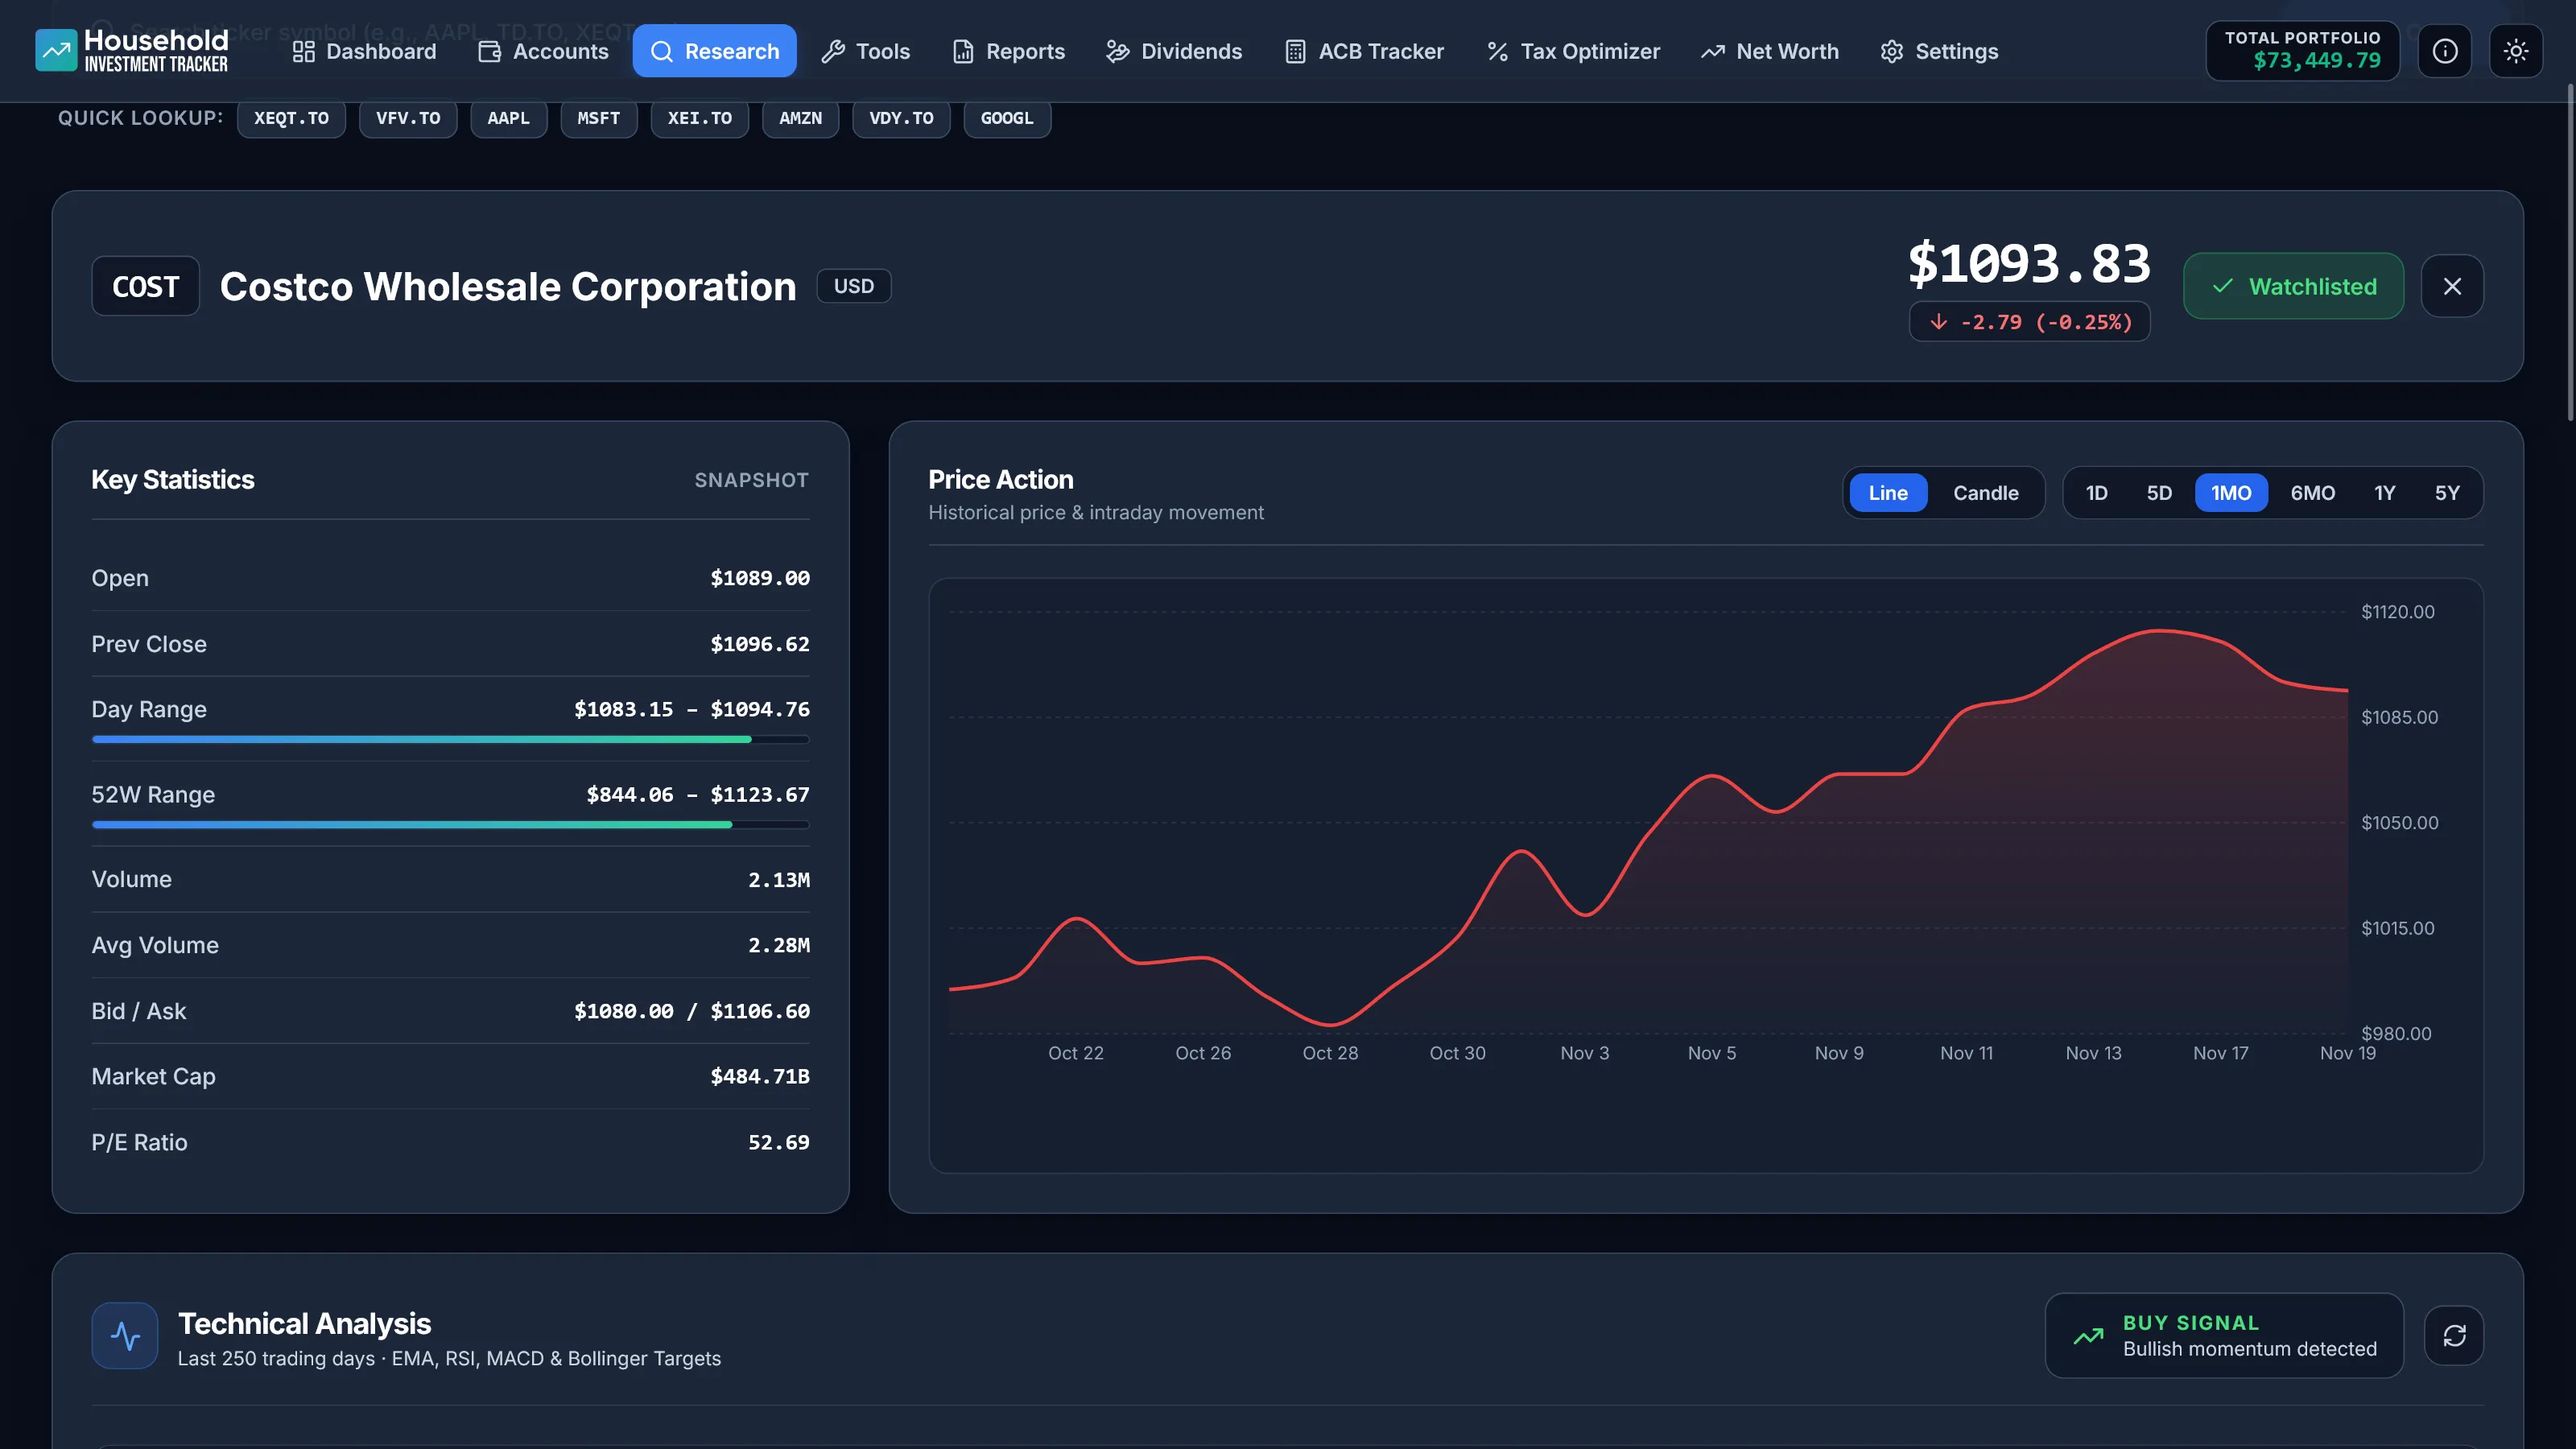 Search ticker symbol (e.g., AAPL, TD.TO, XEQT
Household
INVESTMENT TRACKER
Dashboard
Accounts
Research
Tools
Reports
Dividends
ACB Tracker
Tax Optimizer
Net Worth
Settings
TOTAL PORTFOLIO
$73,449.79
QUICK LOOKUP:
XEQT.TO
VFV.TO
AAPL
MSFT
XEI.TO
AMZN
VDY.TO
GOOGL
COST
Costco Wholesale Corporation
USD
$1093.83
-2.79 (-0.25%)
Watchlisted
Key Statistics
SNAPSHOT
Open
$1089.00
Prev Close
$1096.62
Day Range
$1083.15 – $1094.76
52W Range
$844.06 – $1123.67
Volume
2.13M
Avg Volume
2.28M
Bid / Ask
$1080.00 / $1106.60
Market Cap
$484.71B
P/E Ratio
52.69
Price Action
Historical price & intraday movement
Line
Candle
1D
5D
1MO
6MO
1Y
5Y
$1120.00
$1085.00
$1050.00
$1015.00
$980.00
Oct 22
Oct 26
Oct 28
Oct 30
Nov 3
Nov 5
Nov 9
Nov 11
Nov 13
Nov 17
Nov 19
Technical Analysis
Last 250 trading days · EMA, RSI, MACD & Bollinger Targets
BUY SIGNAL
Bullish momentum detected